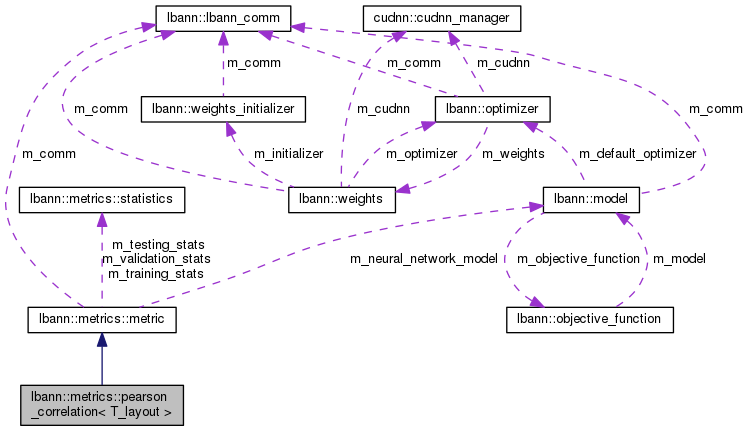 lbann::lbann_comm
cudnn::cudnn_manager
m_comm
m_comm
m_cudnn
lbann::weights_initializer
lbann::optimizer
m_comm
m_cudnn
m_comm
m_comm
m_initializer
m_optimizer
m_weights
m_default_optimizer
lbann::metrics::statistics
lbann::weights
lbann::model
m_testing_stats
m_validation_stats
m_training_stats
m_neural_network_model
m_objective_function
m_model
lbann::metrics::metric
lbann::objective_function
lbann::metrics::pearson
_correlation< T_layout >